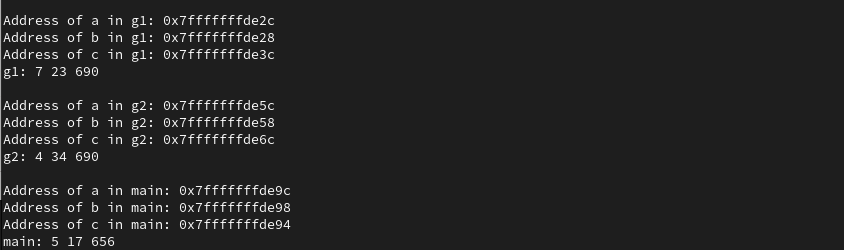 Address of a in g1: 0x7fffffffde2c
Address of b in g1: 0x7fffffffde28
Address of c in g1: 0x7fffffffde3c
g1: 7 23 690
Address of a in g2: 0x7fffffffde5c
Address of b in g2: 0x7fffffffde58
Address of c in g2: 0x7fffffffde6c
g2: 4 34 690
Address of a in main: 0x7fffffffde9c
Address of b in main: 0x7fffffffde98
Address of c in main: 0x7fffffffde94
main: 5 17 656